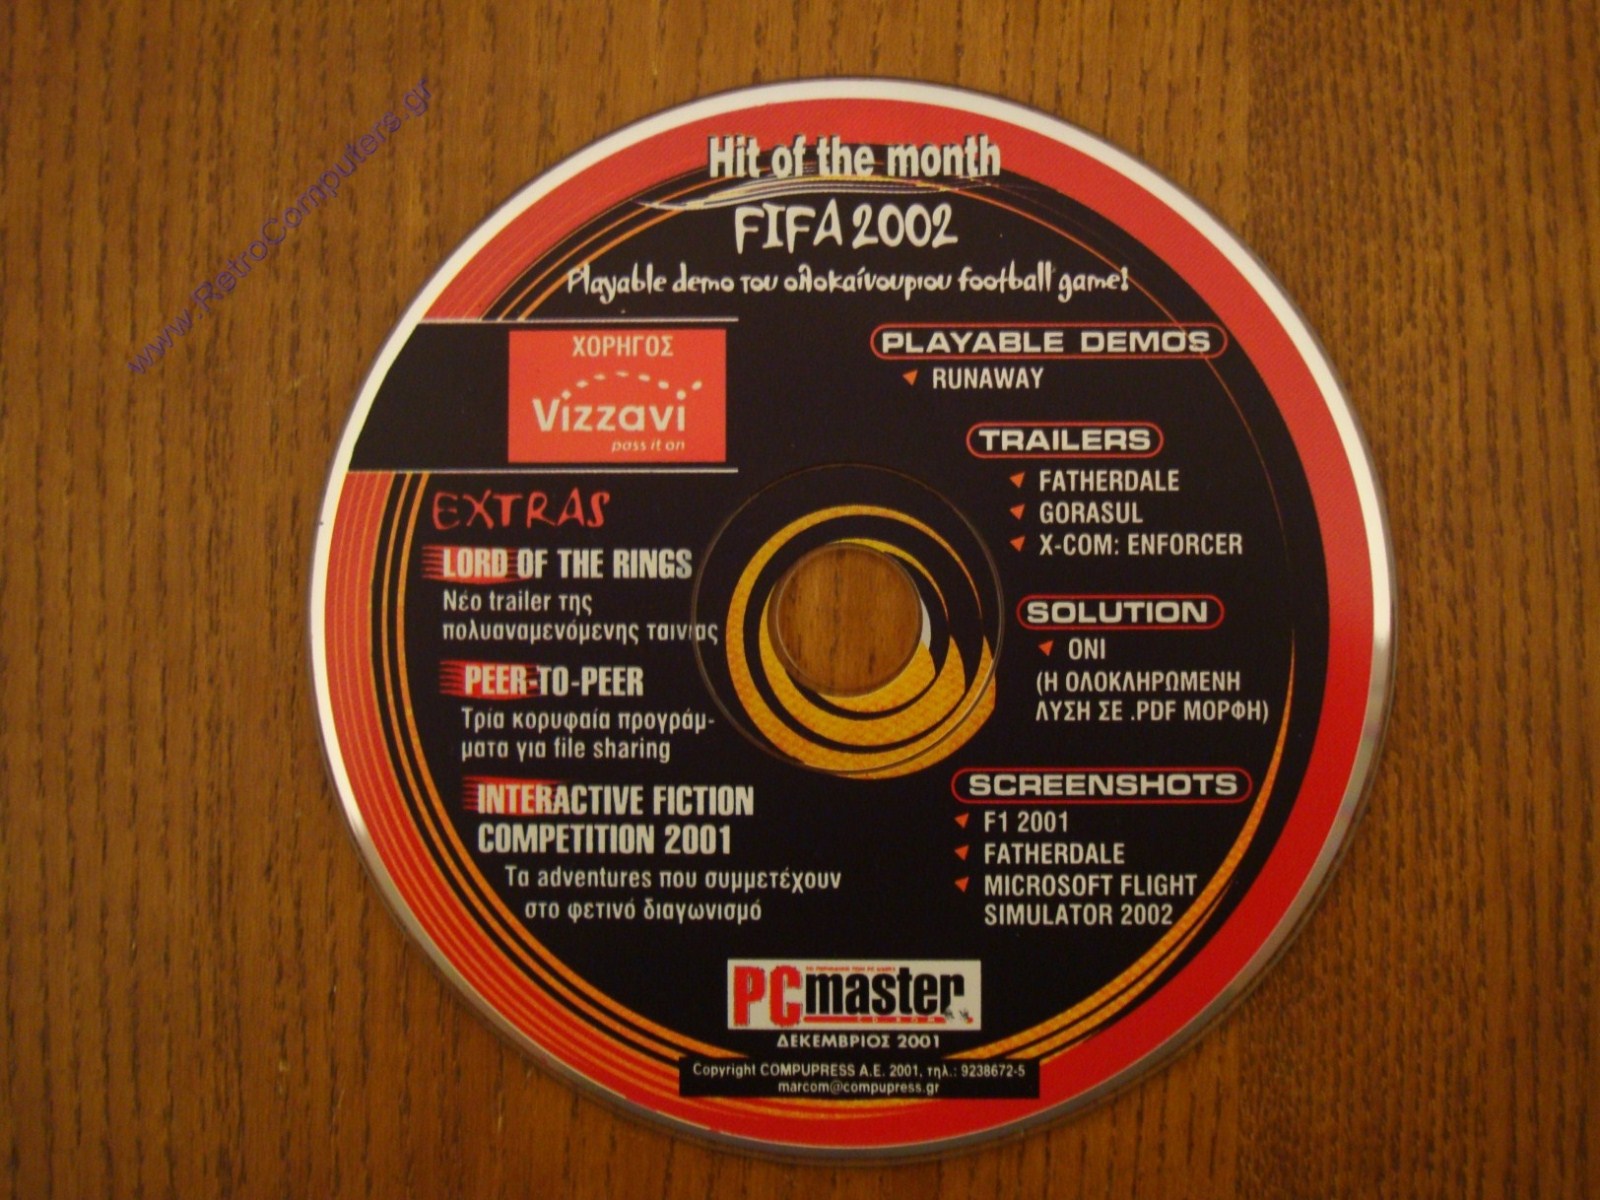 www.RetroComputers.gr
Hit of the month
FIFA 2002
Playable demo του ολοκαίνουριου football game!
ΧΟΡΗΓΟΣ
Vizzavi
pass it on
EXTRAS
LORD OF THE RINGS
Νέο trailer της
πολυαναμενόμενης ταινίας
PEER-TO-PEER
Τρία κορυφαία προγράμ-
ματα για file sharing
INTERACTIVE FICTION
COMPETITION 2001
Τα adventures που συμμετέχουν
στο φετινό διαγωνισμό
PLAYABLE DEMOS
RUNAWAY
TRAILERS
FATHERDALE
GORASUL
X-COM: ENFORCER
SOLUTION
ONI
(Η ΟΛΟΚΛΗΡΩΜΕΝΗ
ΛΥΣΗ ΣΕ .PDF ΜΟΡΦΗ)
SCREENSHOTS
F1 2001
FATHERDALE
MICROSOFT FLIGHT
SIMULATOR 2002
PC master
ΔΕΚΕΜΒΡΙΟΣ 2001
Copyright COMPUPRESS A.E. 2001, τηλ.: 9238672-5
marcom@compupress.gr